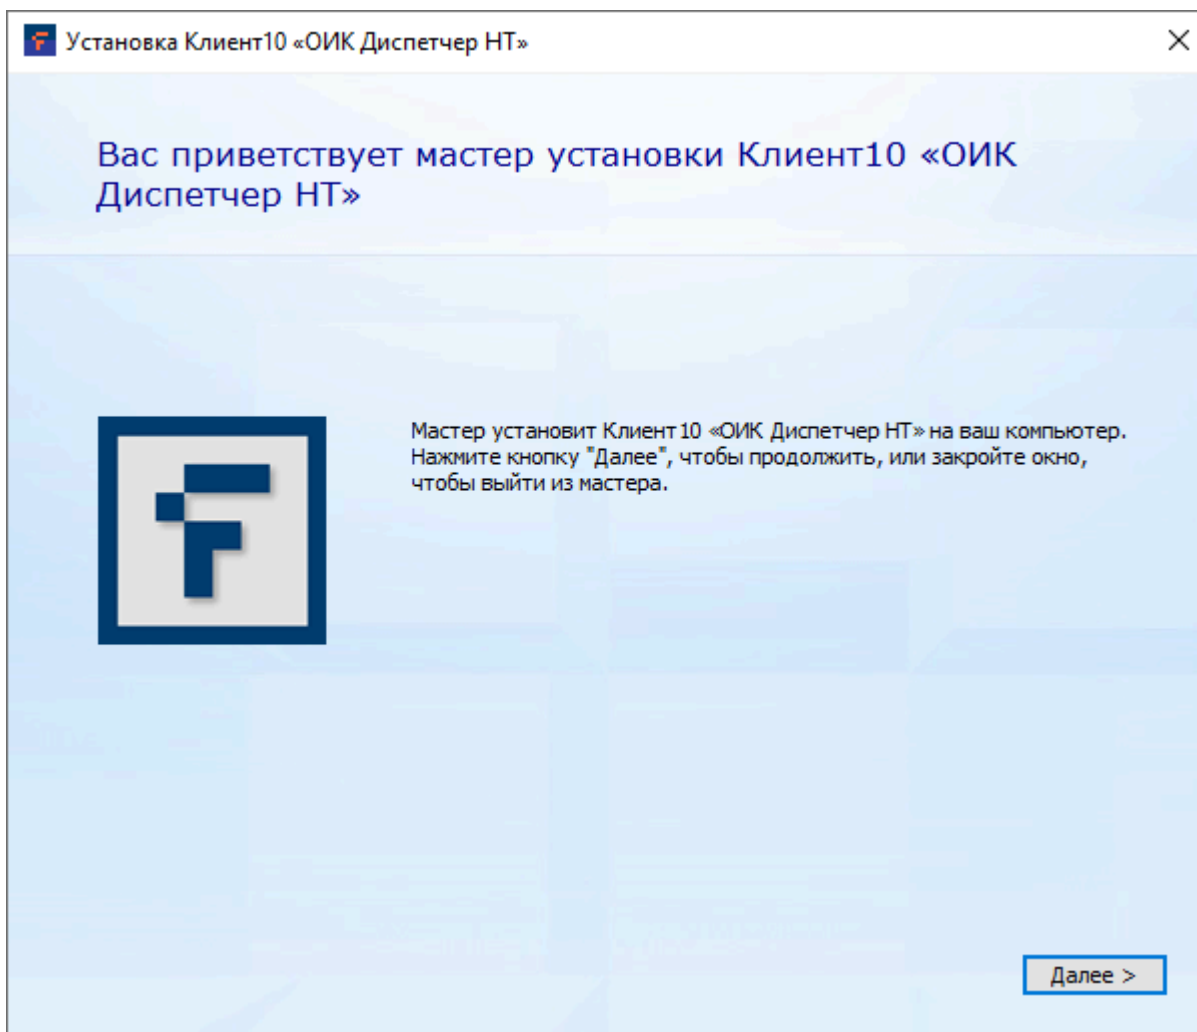 Установка Клиент10 «ОИК Диспетчер НТ»
Вас приветствует мастер установки Клиент10 «ОИК
Диспетчер НТ»
Мастер установит Клиент10 «ОИК Диспетчер НТ» на ваш компьютер.
Нажмите кнопку "Далее", чтобы продолжить, или закройте окно,
чтобы выйти из мастера.
Далее >